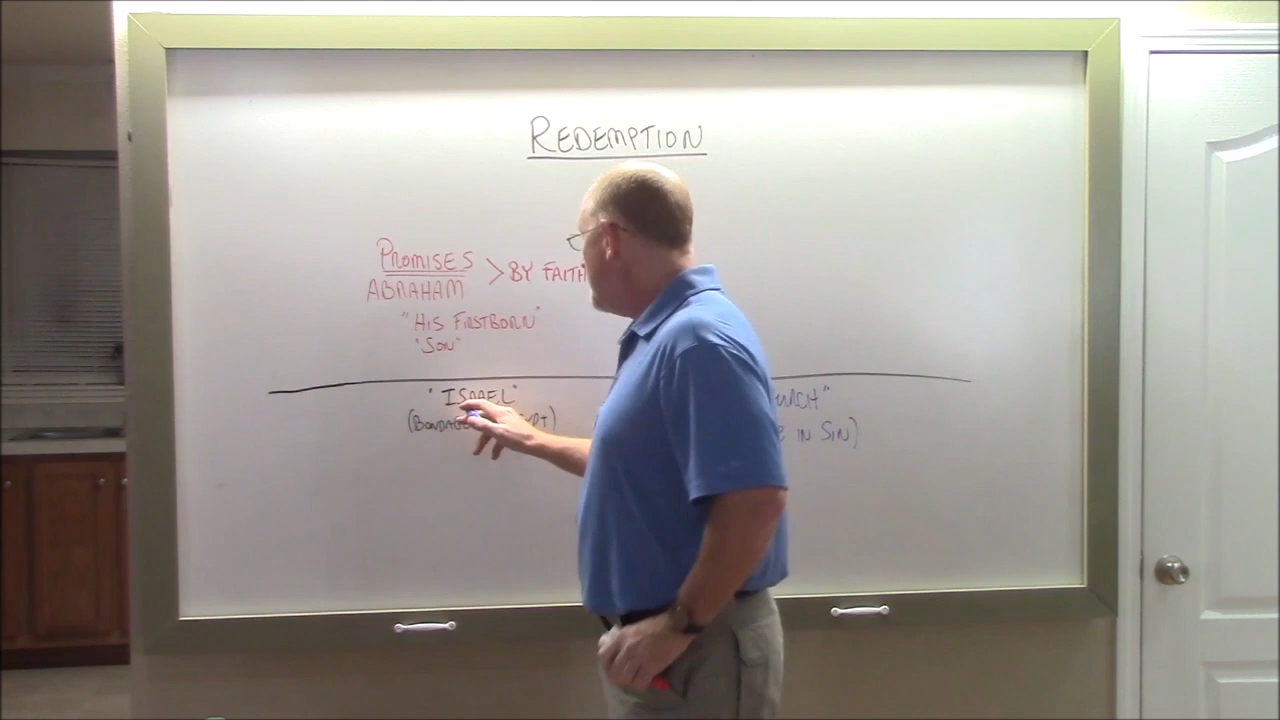 REDEMPTION
PROMISES
ABRAHAM
> BY FAITH
"HIS FIRSTBORN"
"SON"
"ISRAEL"
IN SIN)